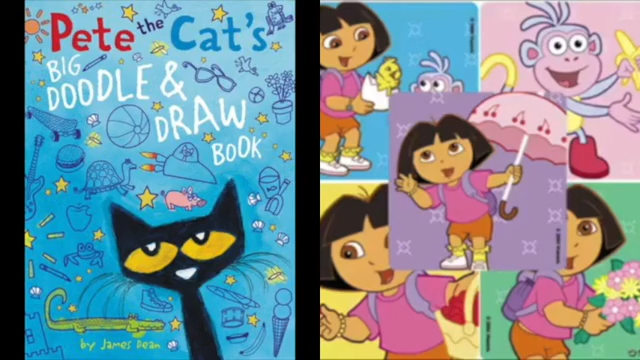 Pete the Cat's
BIG
DOODLE &
DRAW
BOOK
by James Dean